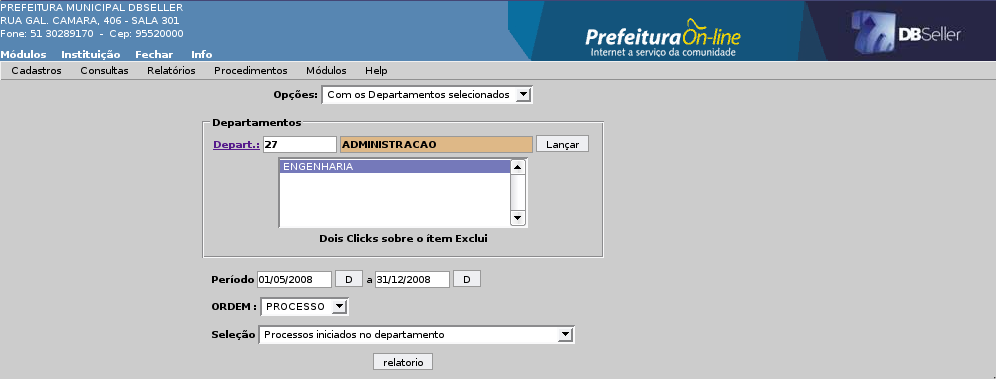 PREFEITURA MUNICIPAL DBSELLER
RUA GAL. CAMARA, 406 - SALA 301
Fone: 51 30289170 - Cep: 95520000
PrefeituraOn-line
Internet a serviço da comunidade
DBSeller
Módulos Instituição Fechar Info
Cadastros Consultas Relatórios Procedimentos Módulos Help
Opções: Com os Departamentos selecionados
Departamentos
Depart.: 27 ADMINISTRACAO Lançar
ENGENHARIA
Dois Clicks sobre o ítem Exclui
Período 01/05/2008 D a 31/12/2008 D
ORDEM : PROCESSO
Seleção Processos iniciados no departamento
relatorio